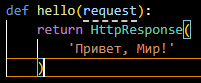 def hello(request):
    return HttpResponse(
        'Привет, Мир!'
    )